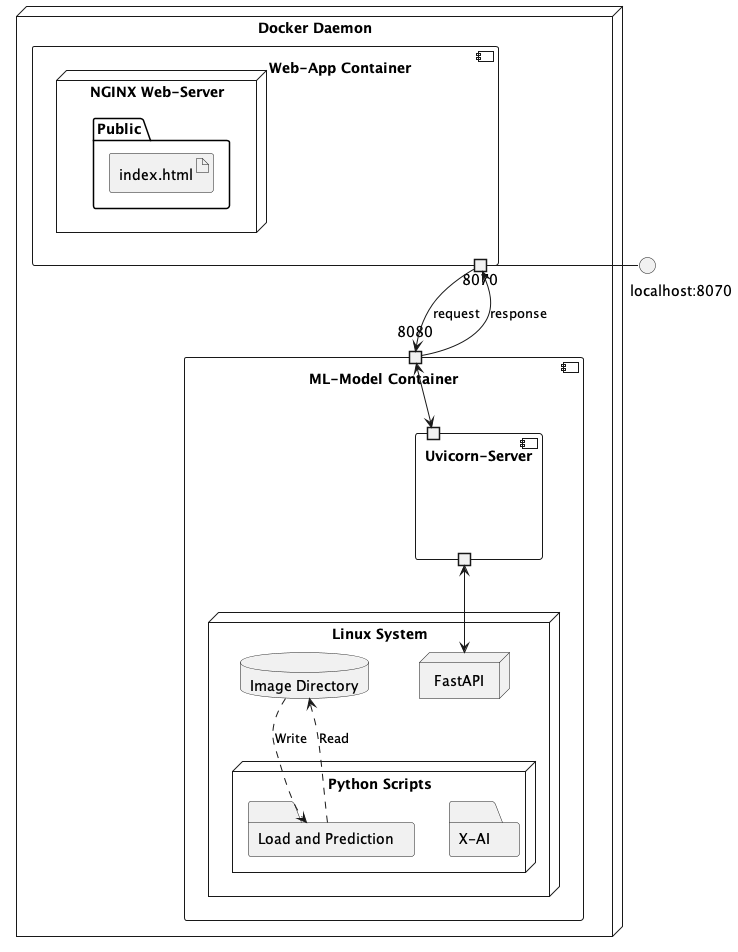 Docker Daemon
Web-App Container
NGINX Web-Server
Public
index.html
8070
localhost:8070
request
response
8080
ML-Model Container
Uvicorn-Server
Linux System
Image Directory
FastAPI
Write
Read
Python Scripts
Load and Prediction
X-AI